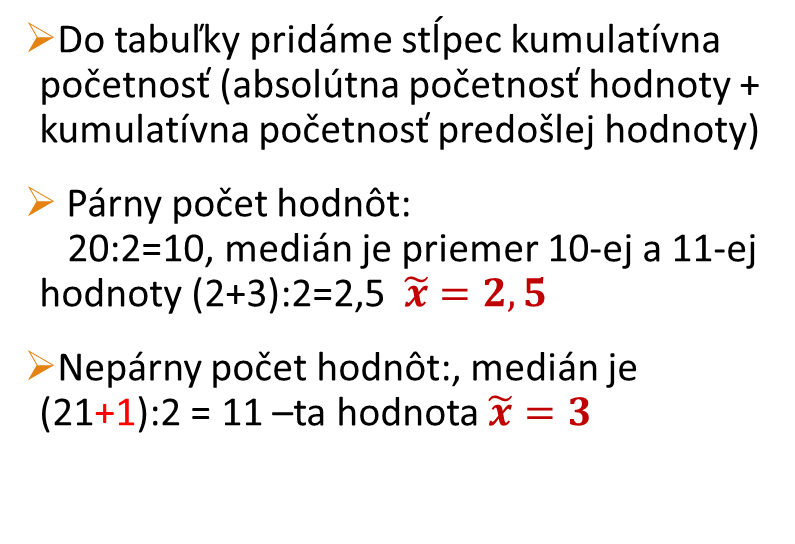 ➢Do tabuľky pridáme stĺpec kumulatívna
početnosť (absolútna početnosť hodnoty +
kumulatívna početnosť predošlej hodnoty)
➢ Párny počet hodnôt:
20:2=10, medián je priemer 10-ej a 11-ej
hodnoty (2+3):2=2,5 x̃ = 2,5
➢Nepárny počet hodnôt:, medián je
(21+1):2 = 11 –ta hodnota x̃ = 3